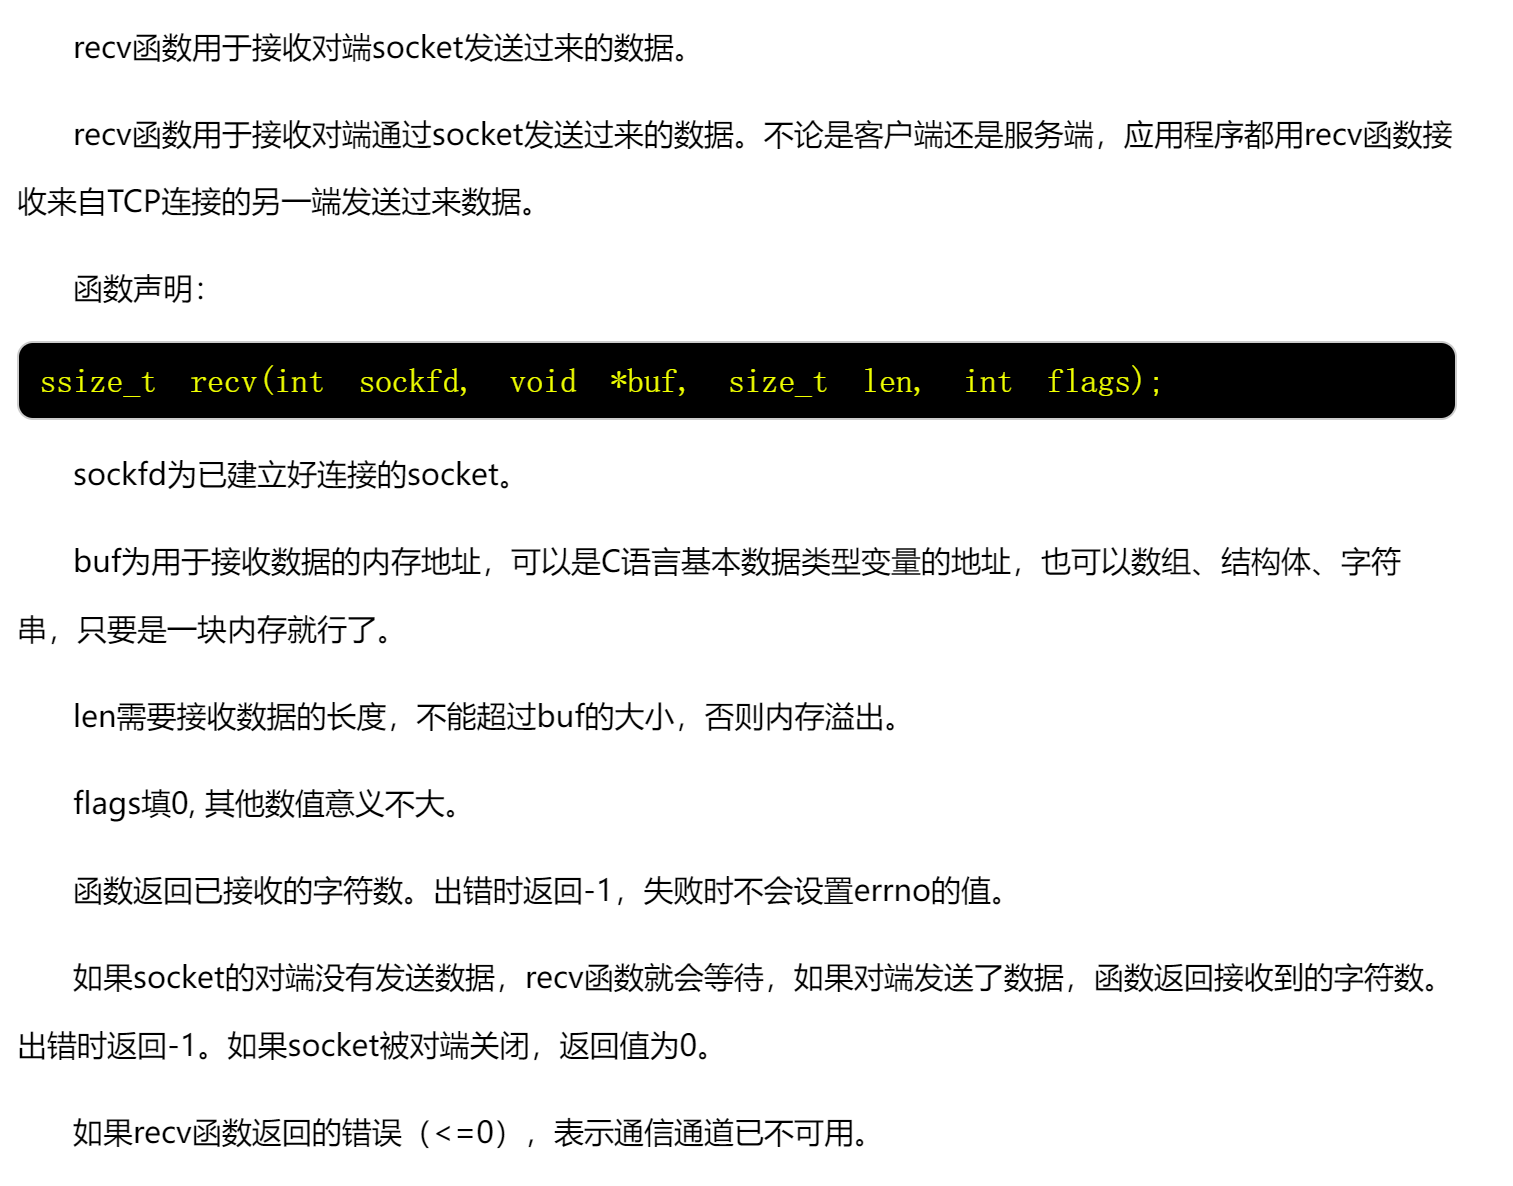 recv函数用于接收对端socket发送过来的数据。
recv函数用于接收对端通过socket发送过来的数据。不论是客户端还是服务端，应用程序都用recv函数接
收来自TCP连接的另一端发送过来数据。
函数声明：
ssize_t recv(int sockfd, void *buf, size_t len, int flags);
sockfd为已建立好连接的socket。
buf为用于接收数据的内存地址，可以是C语言基本数据类型变量的地址，也可以数组、结构体、字符
串，只要是一块内存就行了。
len需要接收数据的长度，不能超过buf的大小，否则内存溢出。
flags填0, 其他数值意义不大。
函数返回已接收的字符数。出错时返回-1，失败时不会设置errno的值。
如果socket的对端没有发送数据，recv函数就会等待，如果对端发送了数据，函数返回接收到的字符数。
出错时返回-1。如果socket被对端关闭，返回值为0。
如果recv函数返回的错误（<=0），表示通信通道已不可用。